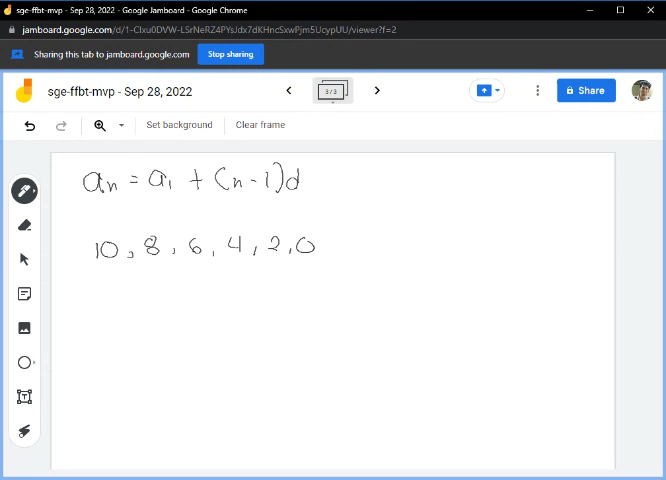 sge-ffbt-mvp - Sep 28, 2022 - Google Jamboard - Google Chrome
jamboard.google.com/d/1-Clxu0DVW-LSrNeRZ4PYsJdx7dKHncSxwPjm5UcypUU/viewer?f=2
Sharing this tab to jamboard.google.com Stop sharing
sge-ffbt-mvp - Sep 28, 2022 3 / 3 Share
Set background Clear frame
aₙ = a₁ + (n - 1)d
10, 8, 6, 4, 2, 0
T